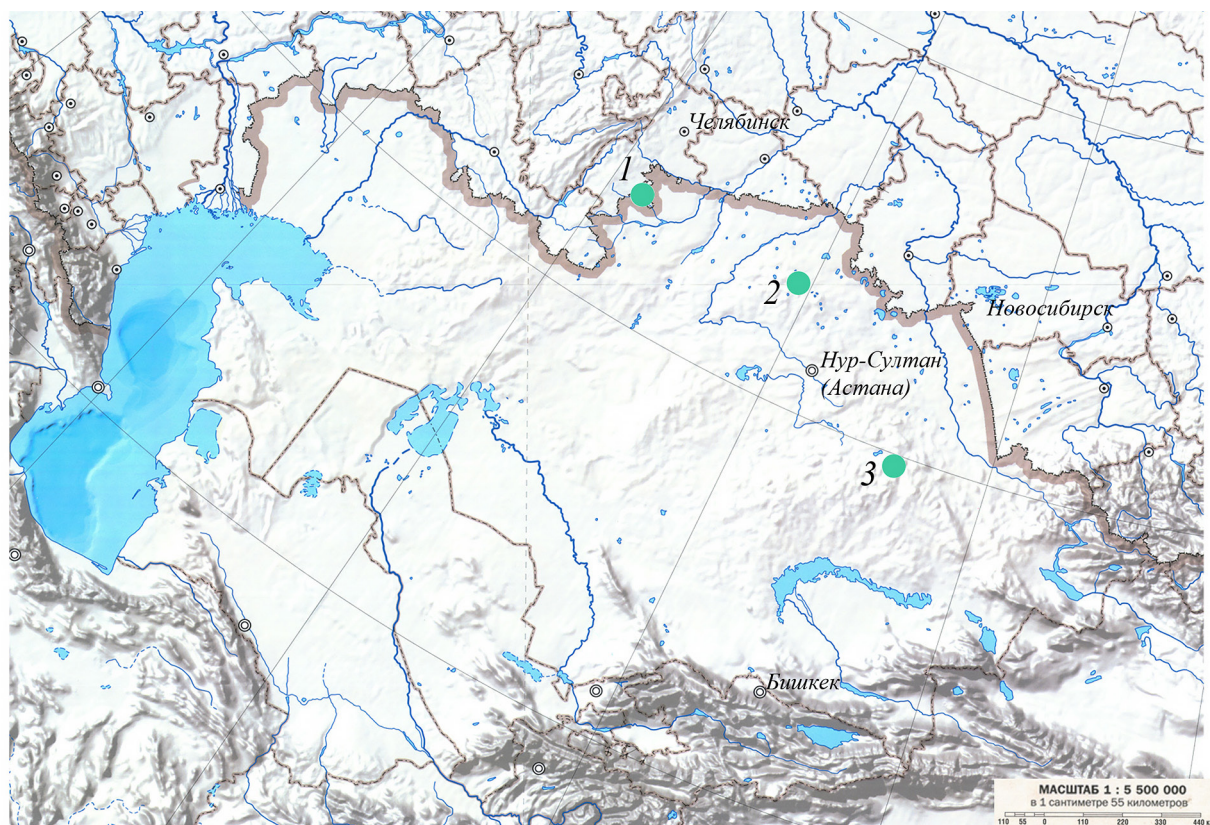 Челябинск
1
2
Новосибирск
Нур-Султан
(Астана)
3
Бишкек
МАСШТАБ 1 : 5 500 000
в 1 сантиметре 55 километров
110 55 0 110 220 330 440 к